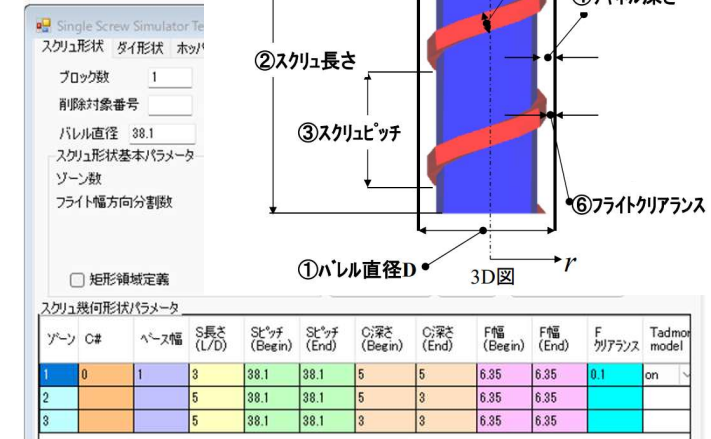 Single Screw Simulator Te
スクリュ形状 ダイ形状 ホッパ
ブロック数 1
削除対象番号
バレル直径 38.1
スクリュ形状基本パラメータ
ゾーン数
フライト幅方向分割数
矩形領域定義
②スクリュ長さ
③スクリュピッチ
⑥フライトクリアランス
①バレル直径D
r
3D図
スクリュ幾何形状パラメータ
ゾーン C# ベース幅 S長さ (L/D) Sピッチ (Begin) Sピッチ (End) C深さ (Begin) C深さ (End) F幅 (Begin) F幅 (End) F クリアランス Tadmor model
1 0 1 3 38.1 38.1 5 5 6.35 6.35 0.1 on
2 5 38.1 38.1 5 3 6.35 6.35
3 5 38.1 38.1 3 3 6.35 6.35